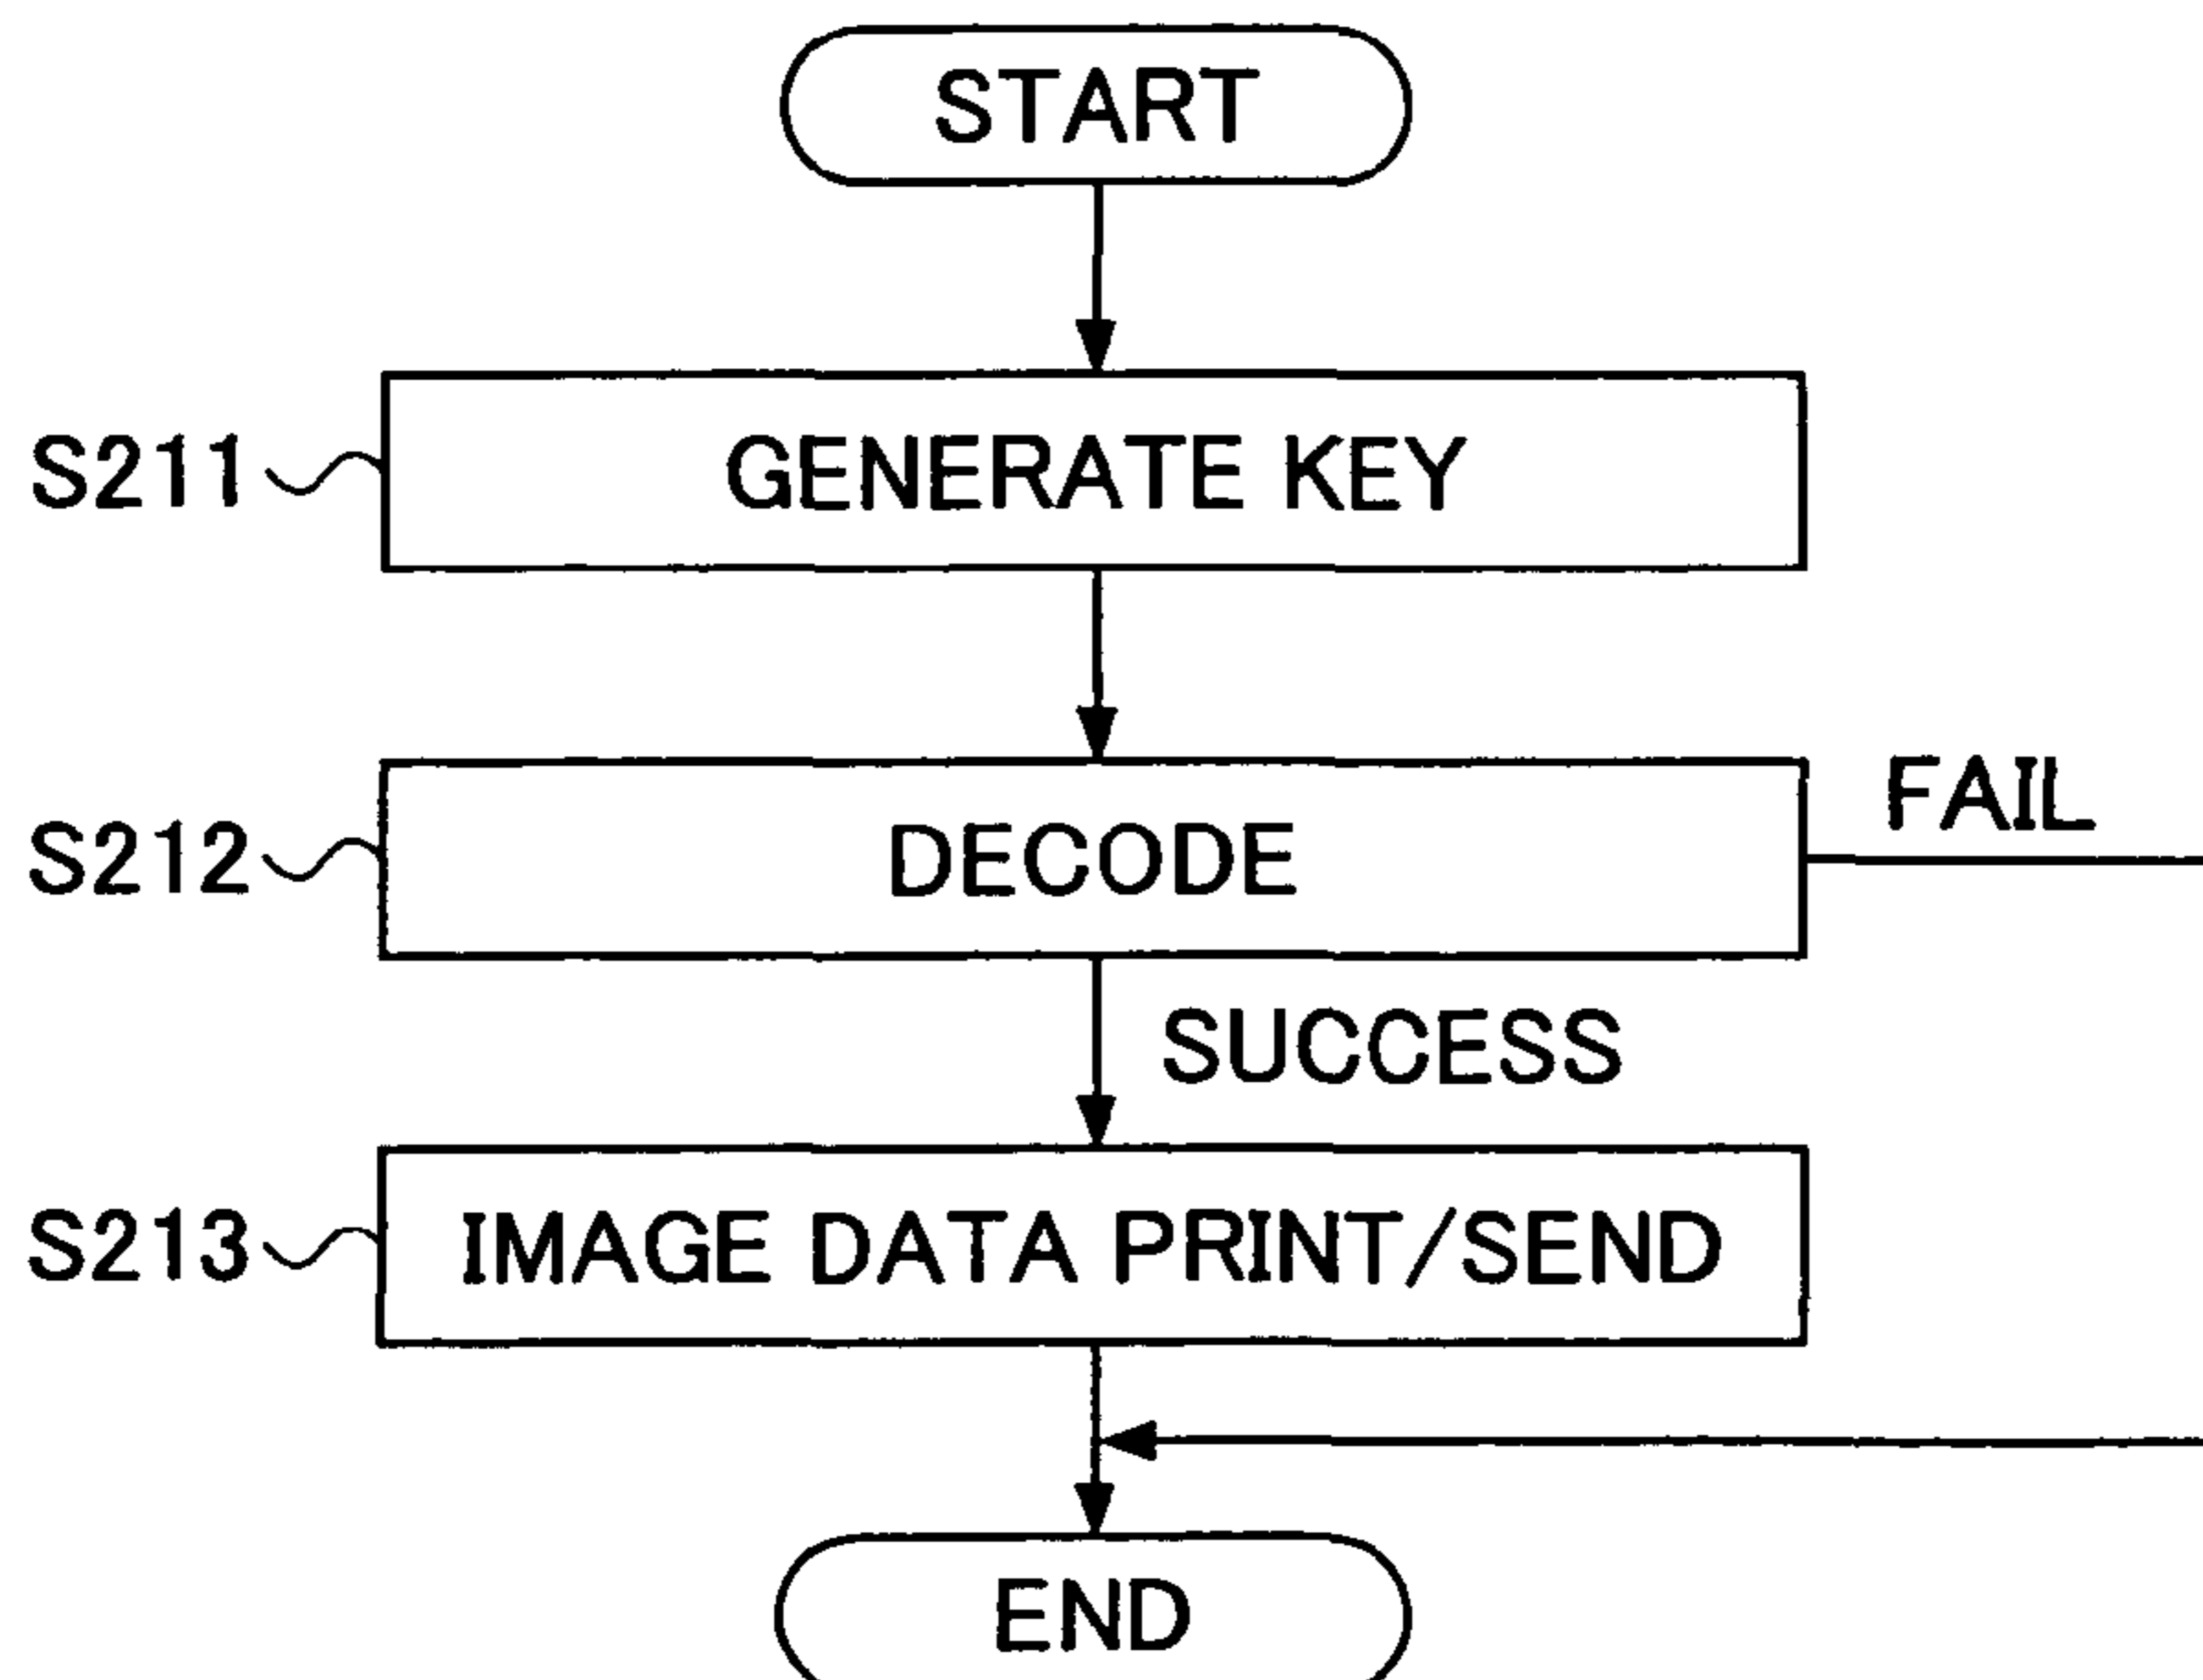 START
S211 GENERATE KEY
S212 DECODE
FAIL
SUCCESS
S213 IMAGE DATA PRINT/SEND
END